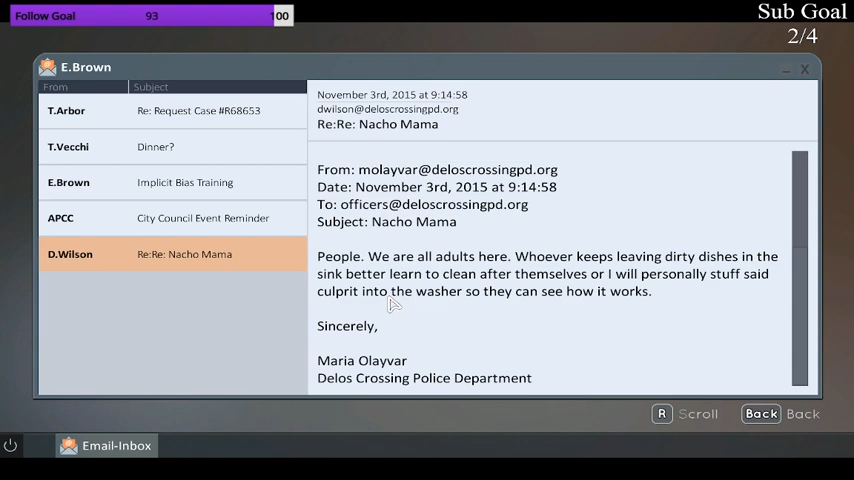 Follow Goal 93 100
Sub Goal
2/4
E.Brown
From Subject
T.Arbor Re: Request Case #R68653
T.Vecchi Dinner?
E.Brown Implicit Bias Training
APCC City Council Event Reminder
D.Wilson Re:Re: Nacho Mama
November 3rd, 2015 at 9:14:58
dwilson@deloscrossingpd.org
Re:Re: Nacho Mama
From: molayvar@deloscrossingpd.org
Date: November 3rd, 2015 at 9:14:58
To: officers@deloscrossingpd.org
Subject: Nacho Mama
People. We are all adults here. Whoever keeps leaving dirty dishes in the
sink better learn to clean after themselves or I will personally stuff said
culprit into the washer so they can see how it works.
Sincerely,
Maria Olayvar
Delos Crossing Police Department
R Scroll Back Back
Email-Inbox